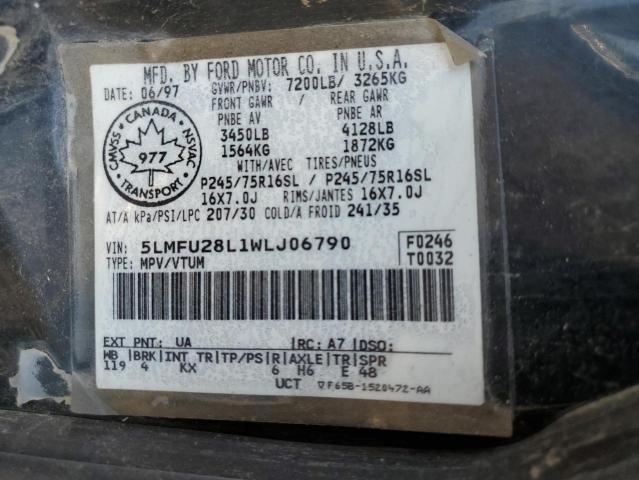 MFD. BY FORD MOTOR CO. IN U.S.A.
DATE: 06/97 GVWR/PNBV: 7200LB/ 3265KG
FRONT GAWR / REAR GAWR
PNBE AV PNBE AR
3450LB 4128LB
1564KG 1872KG
WITH/AVEC TIRES/PNEUS
P245/75R16SL / P245/75R16SL
16X7.0J RIMS/JANTES 16X7.0J
AT/A kPa/PSI/LPC 207/30 COLD/A FROID 241/35
CANADA
CMVSS 977 NSVAC
TRANSPORT
VIN: 5LMFU28L1WLJ06790 F0246
TYPE: MPV/VTUM T0032
EXT PNT: UA |RC: A7 |DSO:
WB |BRK|INT TR|TP/PS|R|AXLE|TR|SPR
119 4 KX 6 H6 E 48
UCT F65B-1520472-AA